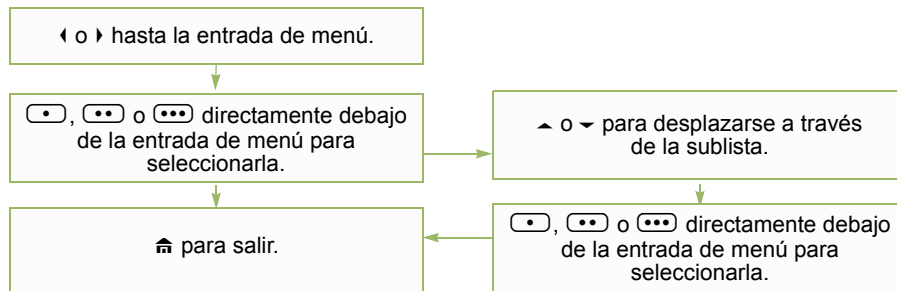 ◂ o ▸ hasta la entrada de menú.
•, •• o ••• directamente debajo
de la entrada de menú para
seleccionarla.
▴ o ▾ para desplazarse a través
de la sublista.
para salir.
•, •• o ••• directamente debajo
de la entrada de menú para
seleccionarla.